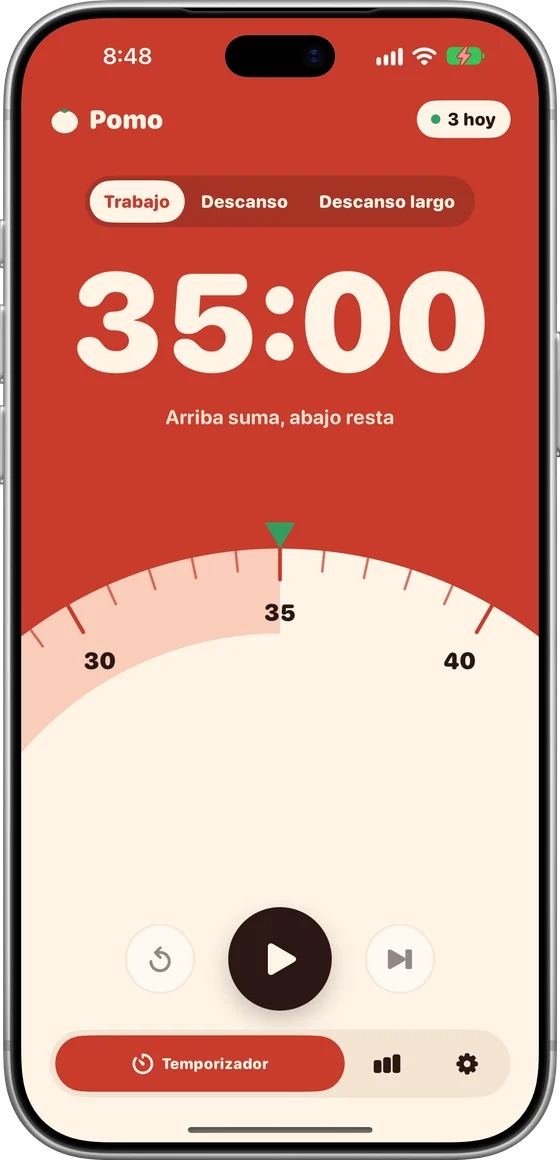 8:48
Pomo
3 hoy
Trabajo Descanso Descanso largo
35:00
Arriba suma, abajo resta
35
30 40
Temporizador